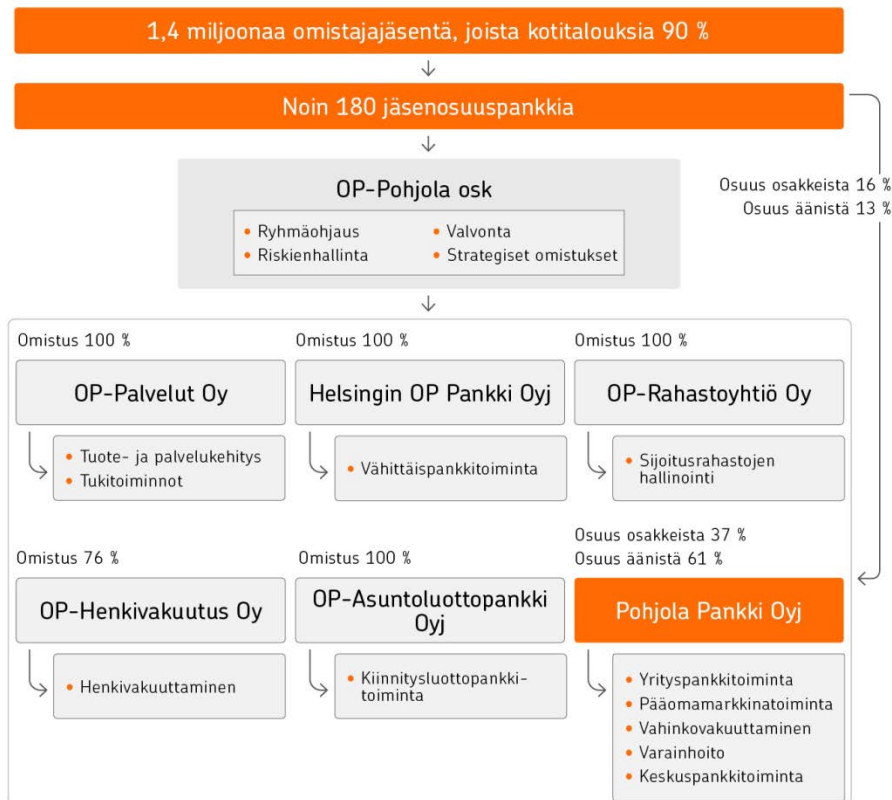 1,4 miljoonaa omistajajäsentä, joista kotitalouksia 90 %
Noin 180 jäsenosuuspankkia
OP-Pohjola osk
• Ryhmäohjaus
• Riskienhallinta
• Valvonta
• Strategiset omistukset
Osuus osakkeista 16 %
Osuus äänistä 13 %
Omistus 100 %
OP-Palvelut Oy
• Tuote- ja palvelukehitys
• Tukitoiminnot
Omistus 100 %
Helsingin OP Pankki Oyj
• Vähittäispankkitoiminta
Omistus 100 %
OP-Rahastoyhtiö Oy
• Sijoitusrahastojen
hallinointi
Omistus 76 %
OP-Henkivakuutus Oy
• Henkivakuuttaminen
Omistus 100 %
OP-Asuntoluottopankki
Oyj
• Kiinnitysluottopankki-
toiminta
Osuus osakkeista 37 %
Osuus äänistä 61 %
Pohjola Pankki Oyj
• Yrityspankkitoiminta
• Pääomamarkkinatoiminta
• Vahinkovakuuttaminen
• Varainhoito
• Keskuspankkitoiminta